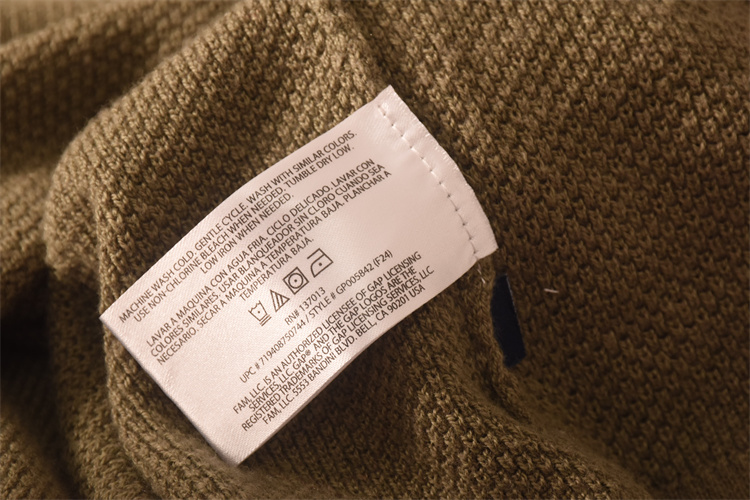 MACHINE WASH COLD, GENTLE CYCLE. WASH WITH SIMILAR COLORS.
USE NON-CHLORINE BLEACH WHEN NEEDED. TUMBLE DRY LOW.
LOW IRON WHEN NEEDED.
LAVAR A MAQUINA CON AGUA FRIA, CICLO DELICADO. LAVAR CON
COLORES SIMILARES. USAR BLANQUEADOR SIN CLORO CUANDO SEA
NECESARIO. SECAR A MAQUINA A TEMPERATURA BAJA. PLANCHAR A
TEMPERATURA BAJA.
RN# 137013
UPC # 719408750744 / STYLE # GP005842 (F24)
FAM, LLC. IS AN AUTHORIZED LICENSEE OF GAP LICENSING
SERVICES, LLC. GAP® AND THE GAP LOGOS ARE THE
REGISTERED TRADEMARKS OF GAP LICENSING SERVICES, LLC
FAM, LLC 5553 BANDINI BLVD. BELL, CA 90201 USA